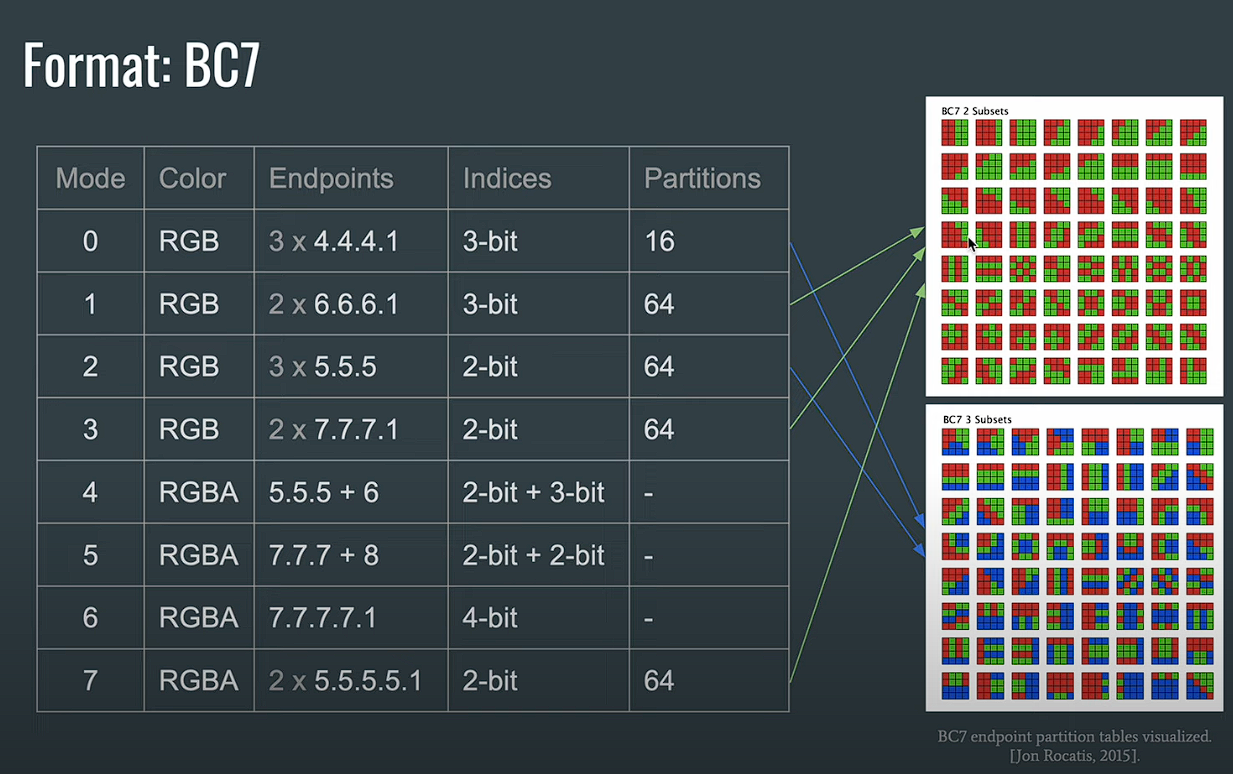 Format: BC7
Mode Color Endpoints Indices Partitions
0 RGB 3 x 4.4.4.1 3-bit 16
1 RGB 2 x 6.6.6.1 3-bit 64
2 RGB 3 x 5.5.5 2-bit 64
3 RGB 2 x 7.7.7.1 2-bit 64
4 RGBA 5.5.5 + 6 2-bit + 3-bit -
5 RGBA 7.7.7 + 8 2-bit + 2-bit -
6 RGBA 7.7.7.7.1 4-bit -
7 RGBA 2 x 5.5.5.5.1 2-bit 64
BC7 2 Subsets
BC7 3 Subsets
BC7 endpoint partition tables visualized.
[Jon Rocatis, 2015].